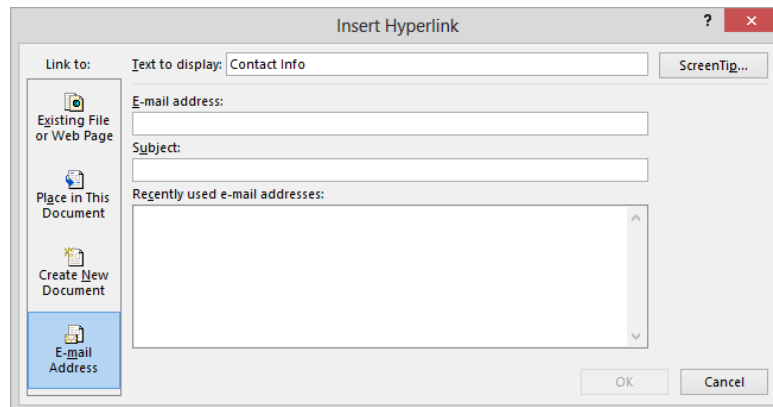 Insert Hyperlink
?
Link to:
Text to display: Contact Info
ScreenTip...
Existing File
or Web Page
E-mail address:
Subject:
Place in This
Document
Recently used e-mail addresses:
Create New
Document
E-mail
Address
OK
Cancel